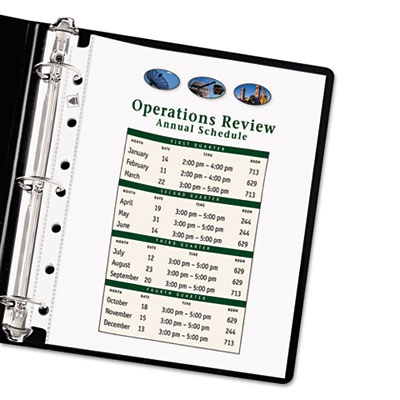 Operations Review
Annual Schedule
FIRST QUARTER
MONTH DATE TIME ROOM
January 14 2:00 pm – 4:00 pm 713
February 11 2:00 pm – 4:00 pm 629
March 22 3:00 pm – 5:00 pm 713
SECOND QUARTER
MONTH DATE TIME ROOM
April 19 3:00 pm – 5:00 pm 629
May 31 3:00 pm – 5:00 pm 244
June 14 3:00 pm – 5:00 pm 244
THIRD QUARTER
MONTH DATE TIME ROOM
July 12 3:00 pm – 5:00 pm 629
August 23 3:00 pm – 5:00 pm 244
September 20 3:00 pm – 5:00 pm 713
FOURTH QUARTER
MONTH DATE TIME ROOM
October 18 3:00 pm – 5:00 pm 629
November 15 3:00 pm – 5:00 pm 244
December 13 3:00 pm – 5:00 pm 713